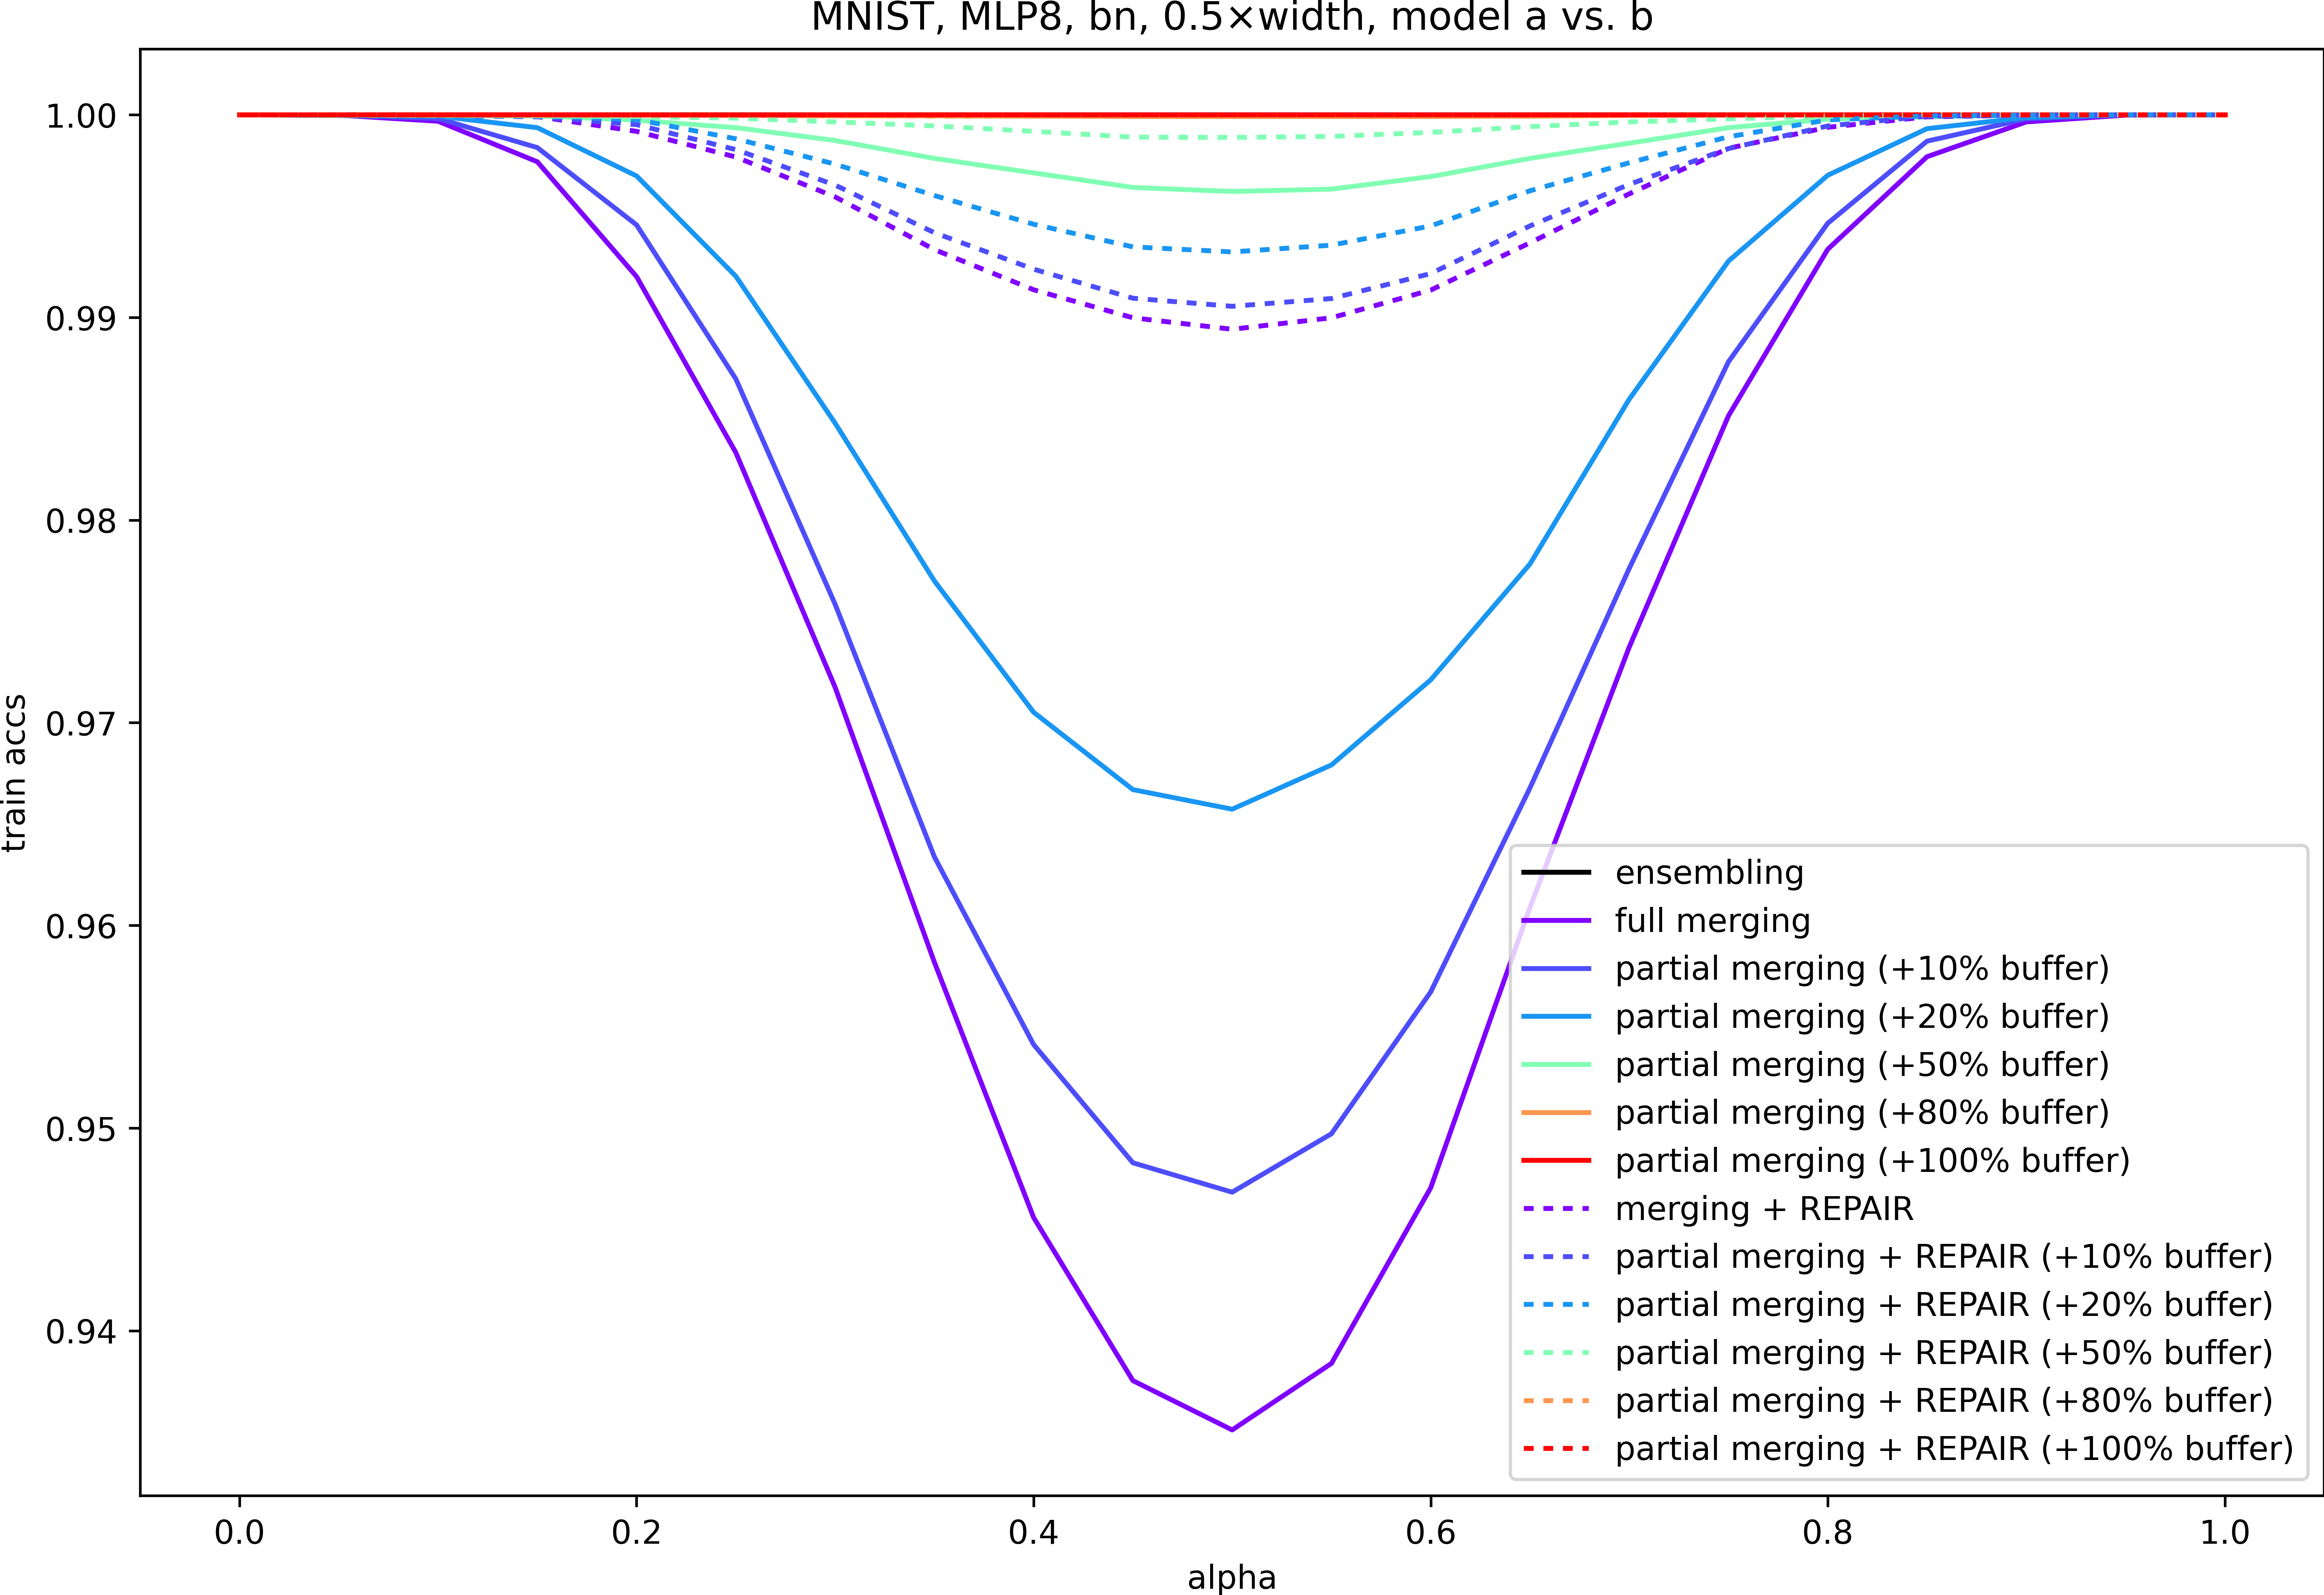 MNIST, MLP8, bn, 0.5×width, model a vs. b
1.00
0.99
0.98
0.97
0.96
0.95
0.94
train accs
ensembling
full merging
partial merging (+10% buffer)
partial merging (+20% buffer)
partial merging (+50% buffer)
partial merging (+80% buffer)
partial merging (+100% buffer)
merging + REPAIR
partial merging + REPAIR (+10% buffer)
partial merging + REPAIR (+20% buffer)
partial merging + REPAIR (+50% buffer)
partial merging + REPAIR (+80% buffer)
partial merging + REPAIR (+100% buffer)
0.0 0.2 0.4 0.6 0.8 1.0
alpha